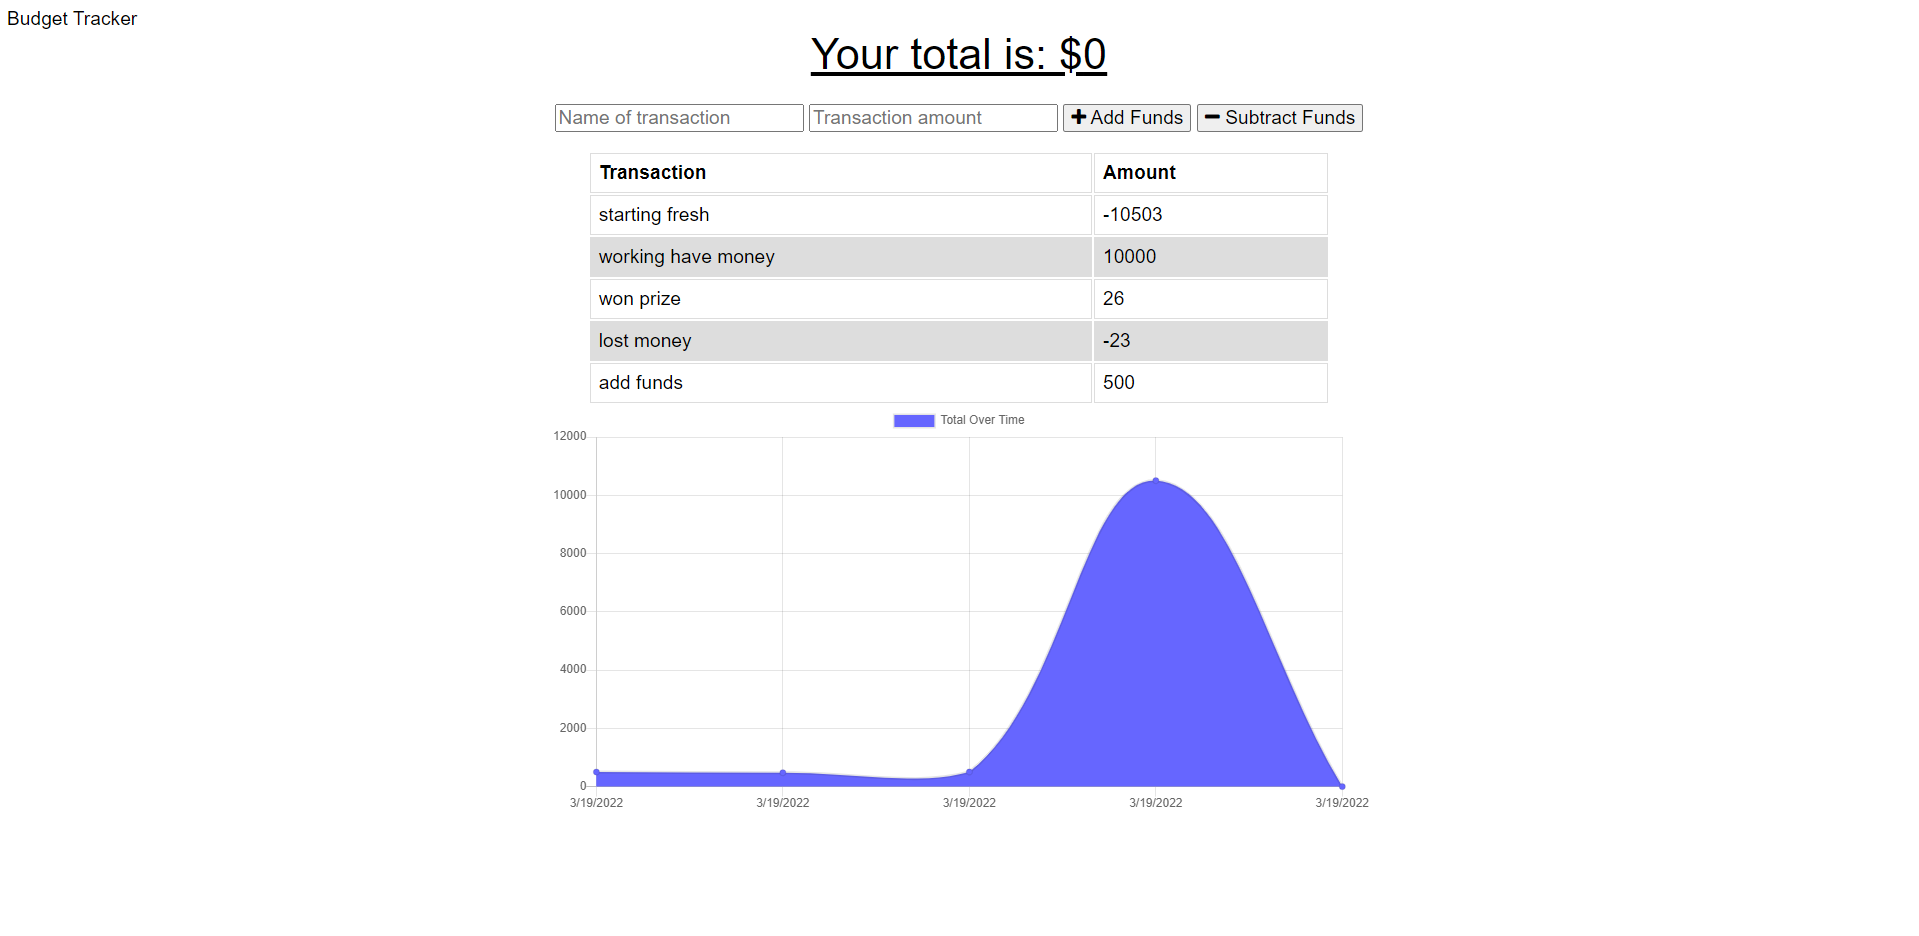 Budget Tracker
Your total is: $0
Name of transaction Transaction amount Add Funds Subtract Funds
Transaction Amount
starting fresh -10503
working have money 10000
won prize 26
lost money -23
add funds 500
Total Over Time
12000
10000
8000
6000
4000
2000
0
3/19/2022 3/19/2022 3/19/2022 3/19/2022 3/19/2022